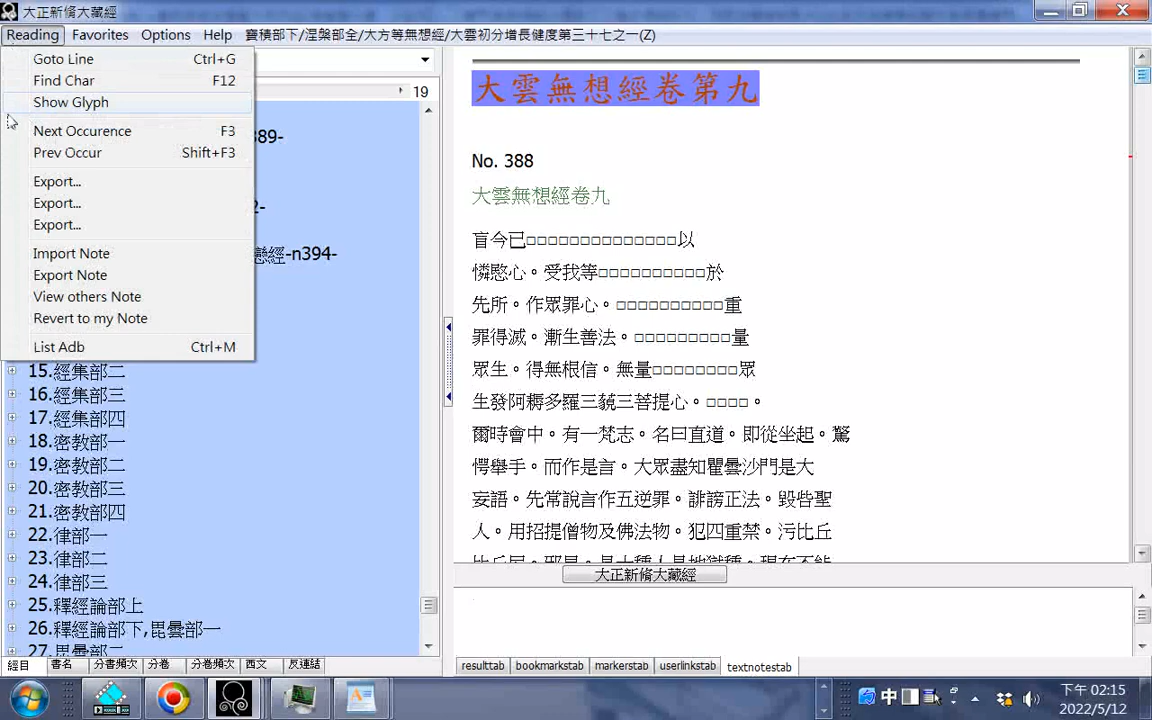 大正新脩大藏經
Reading Favorites Options Help 寶積部下/涅槃部全/大方等無想經/大雲初分增長健度第三十七之一(Z)
Goto Line Ctrl+G
Find Char F12
Show Glyph
Next Occurence F3
Prev Occur Shift+F3
Export...
Export...
Export...
Import Note
Export Note
View others Note
Revert to my Note
List Adb Ctrl+M
19
389-
2-
經-n394-
15.經集部二
16.經集部三
17.經集部四
18.密教部一
19.密教部二
20.密教部三
21.密教部四
22.律部一
23.律部二
24.律部三
25.釋經論部上
26.釋經論部下,毘曇部一
27.毘曇部二
經目 書名 分書頻次 分卷 分卷頻次 西文 反連結
大雲無想經卷第九
No. 388
大雲無想經卷九
盲今已□□□□□□□□□□□□□□以
憐愍心。受我等□□□□□□□□□□於
先所。作眾罪心。□□□□□□□□□□重
罪得滅。漸生善法。□□□□□□□□□量
眾生。得無根信。無量□□□□□□□□眾
生發阿耨多羅三藐三菩提心。□□□□。
爾時會中。有一梵志。名曰直道。即從坐起。驚
愕舉手。而作是言。大眾盡知瞿曇沙門是大
妄語。先常說言作五逆罪。誹謗正法。毀呰聖
人。用招提僧物及佛法物。犯四重禁。污比丘
大正新脩大藏經
resulttab bookmarkstab markerstab userlinkstab textnotestab
中
下午 02:15
2022/5/12